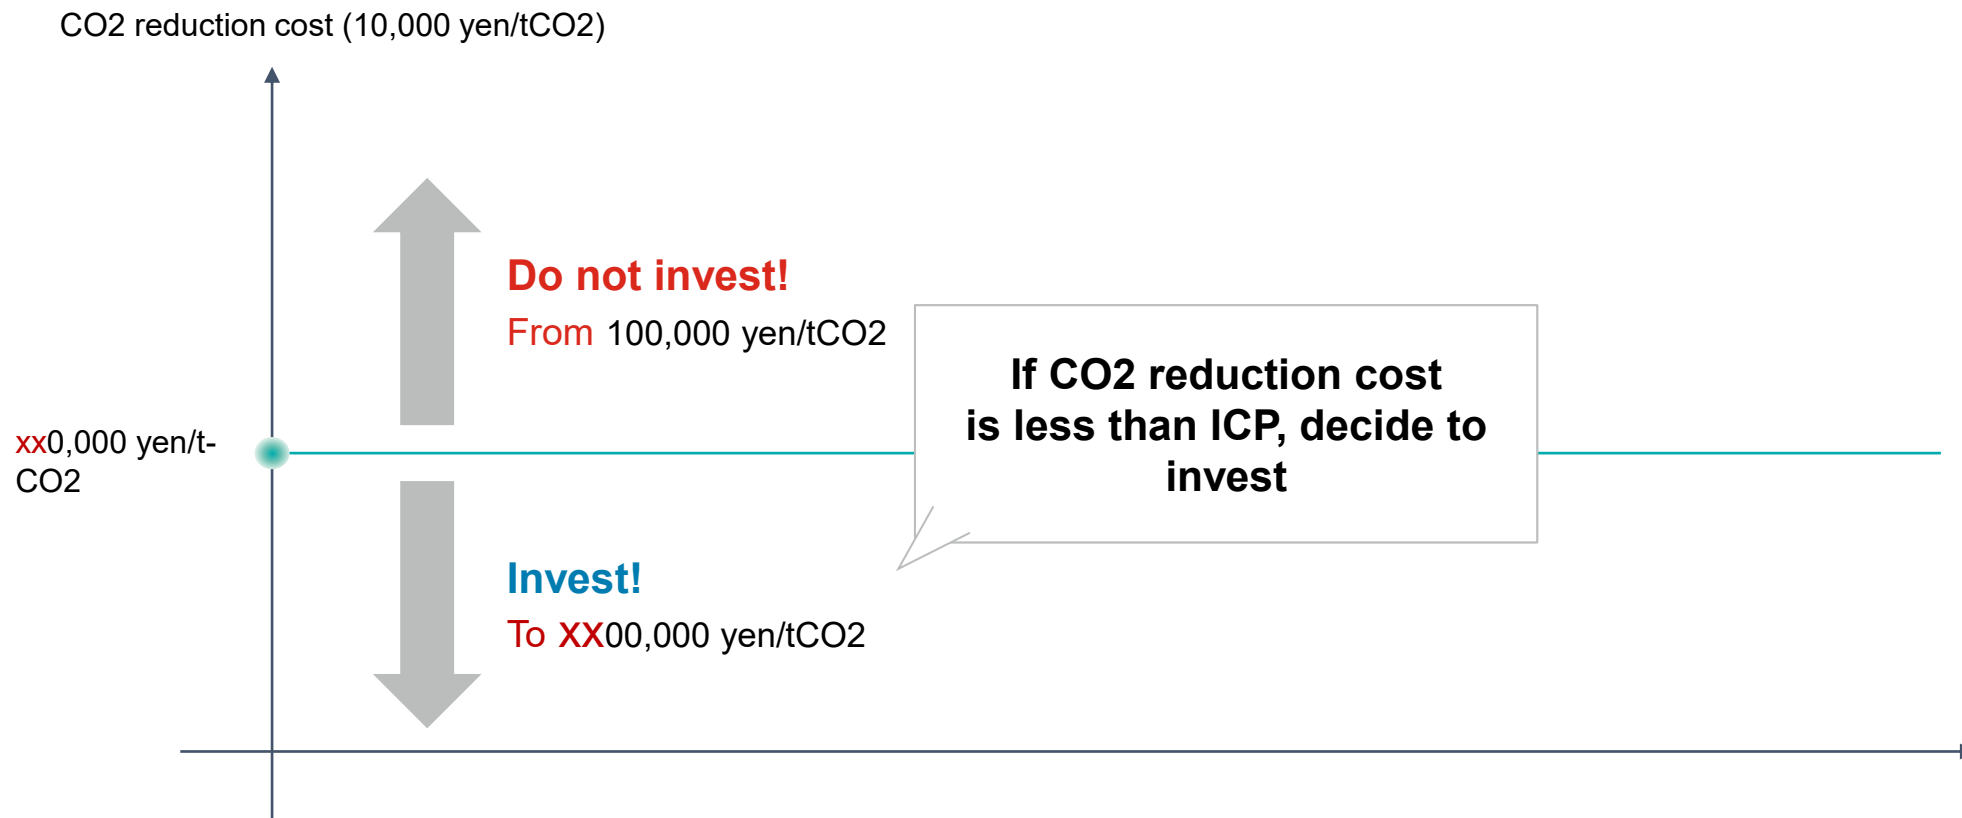 CO2 reduction cost (10,000 yen/tCO2)
Do not invest!
From 100,000 yen/tCO2
If CO2 reduction cost
is less than ICP, decide to
invest
xx0,000 yen/t-
CO2
Invest!
To XX00,000 yen/tCO2